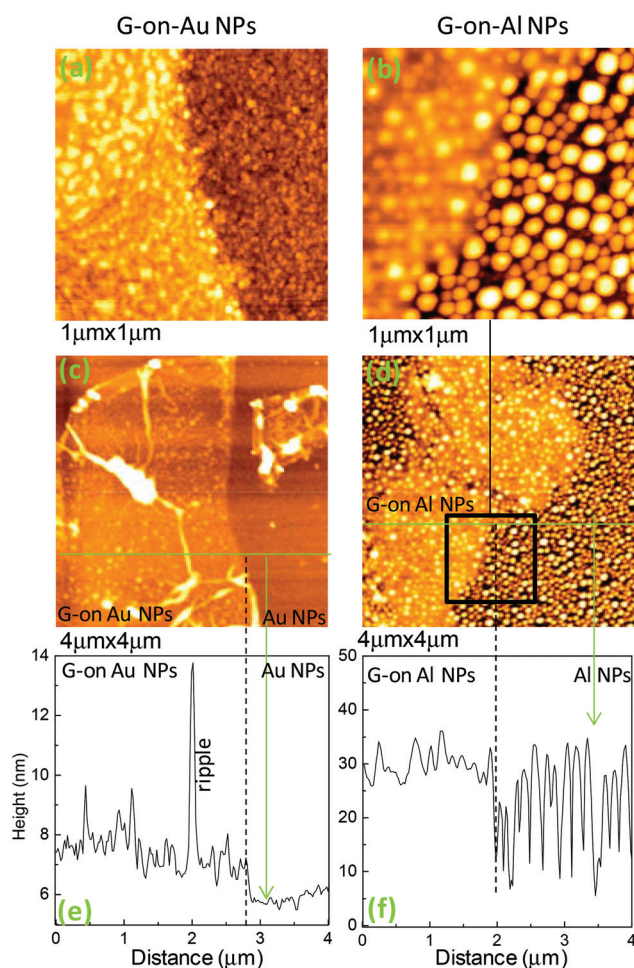 G-on-Au NPs
G-on-Al NPs
(a)
(b)
1μmx1μm
1μmx1μm
(c)
(d)
G-on Au NPs
Au NPs
G-on Al NPs
4μmx4μm
4μmx4μm
G-on Au NPs
Au NPs
ripple
Height (nm)
14
12
10
8
6
0
1
2
3
4
(e)
Distance (μm)
G-on Al NPs
Al NPs
50
40
30
20
10
0
0
1
2
3
4
(f)
Distance (μm)